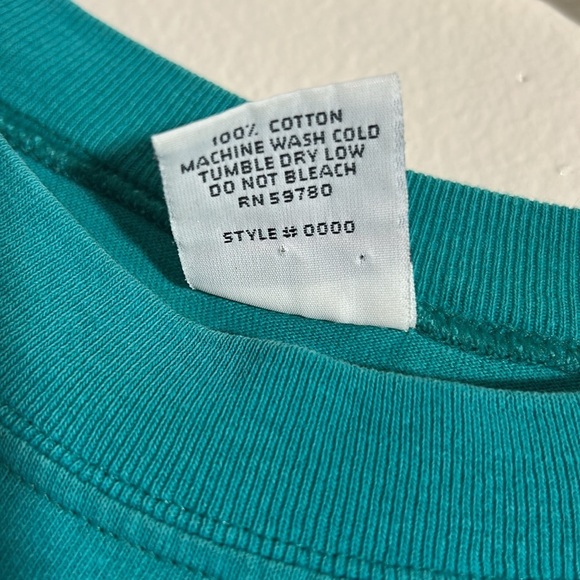 100% COTTON
MACHINE WASH COLD
TUMBLE DRY LOW
DO NOT BLEACH
RN 59780
STYLE # 0000